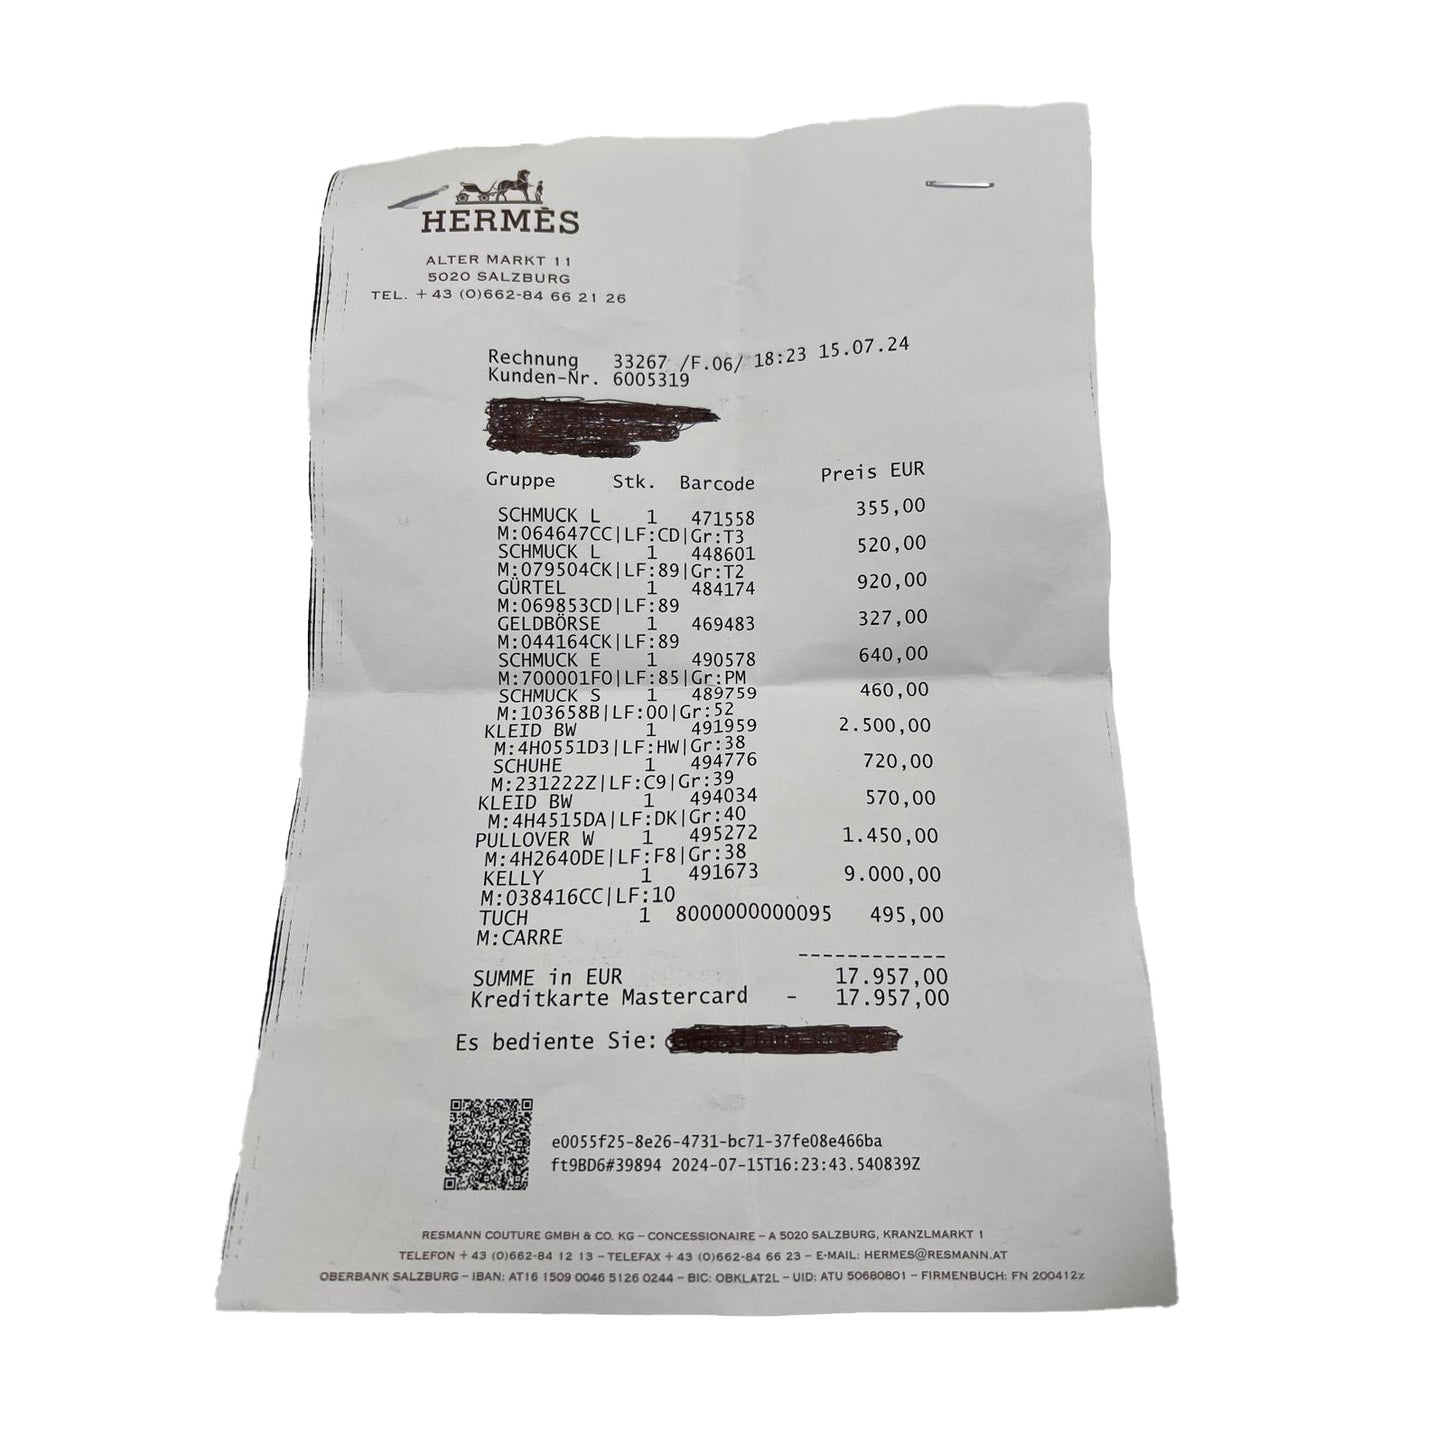 HERMÈS
ALTER MARKT 11
5020 SALZBURG
TEL. +43 (0)662-84 66 21 26
Rechnung 33267 /F.06/ 18:23 15.07.24
Kunden-Nr. 6005319
Gruppe Stk. Barcode Preis EUR
SCHMUCK L 1 471558 355,00
M:064647CC|LF:CD|Gr:T3
SCHMUCK L 1 448601 520,00
M:079504CK|LF:89|Gr:T2
GÜRTEL 1 484174 920,00
M:069853CD|LF:89
GELDBÖRSE 1 469483 327,00
M:044164CK|LF:89
SCHMUCK E 1 490578 640,00
M:700001FO|LF:85|Gr:PM
SCHMUCK S 1 489759 460,00
M:103658B|LF:00|Gr:52
KLEID BW 1 491959 2.500,00
M:4H0551D3|LF:HW|Gr:38
SCHUHE 1 494776 720,00
M:231222Z|LF:C9|Gr:39
KLEID BW 1 494034 570,00
M:4H4515DA|LF:DK|Gr:40
PULLOVER W 1 495272 1.450,00
M:4H2640DE|LF:F8|Gr:38
KELLY 1 491673 9.000,00
M:038416CC|LF:10
TUCH 1 8000000000095 495,00
M:CARRE
------------
SUMME in EUR 17.957,00
Kreditkarte Mastercard - 17.957,00
Es bediente Sie:
e0055f25-8e26-4731-bc71-37fe08e466ba
ft9BD6#39894 2024-07-15T16:23:43.540839Z
RESMANN COUTURE GMBH & CO. KG – CONCESSIONAIRE – A 5020 SALZBURG, KRANZLMARKT 1
TELEFON + 43 (0)662-84 12 13 – TELEFAX + 43 (0)662-84 66 23 – E-MAIL: HERMES@RESMANN.AT
OBERBANK SALZBURG – IBAN: AT16 1509 0046 5126 0244 – BIC: OBKLAT2L – UID: ATU 50680801 – FIRMENBUCH: FN 200412z